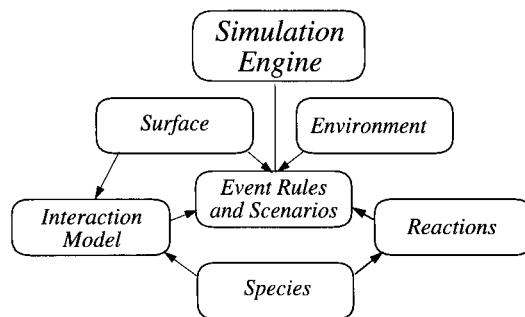 Simulation
Engine
Surface
Environment
Event Rules
and Scenarios
Interaction
Model
Reactions
Species